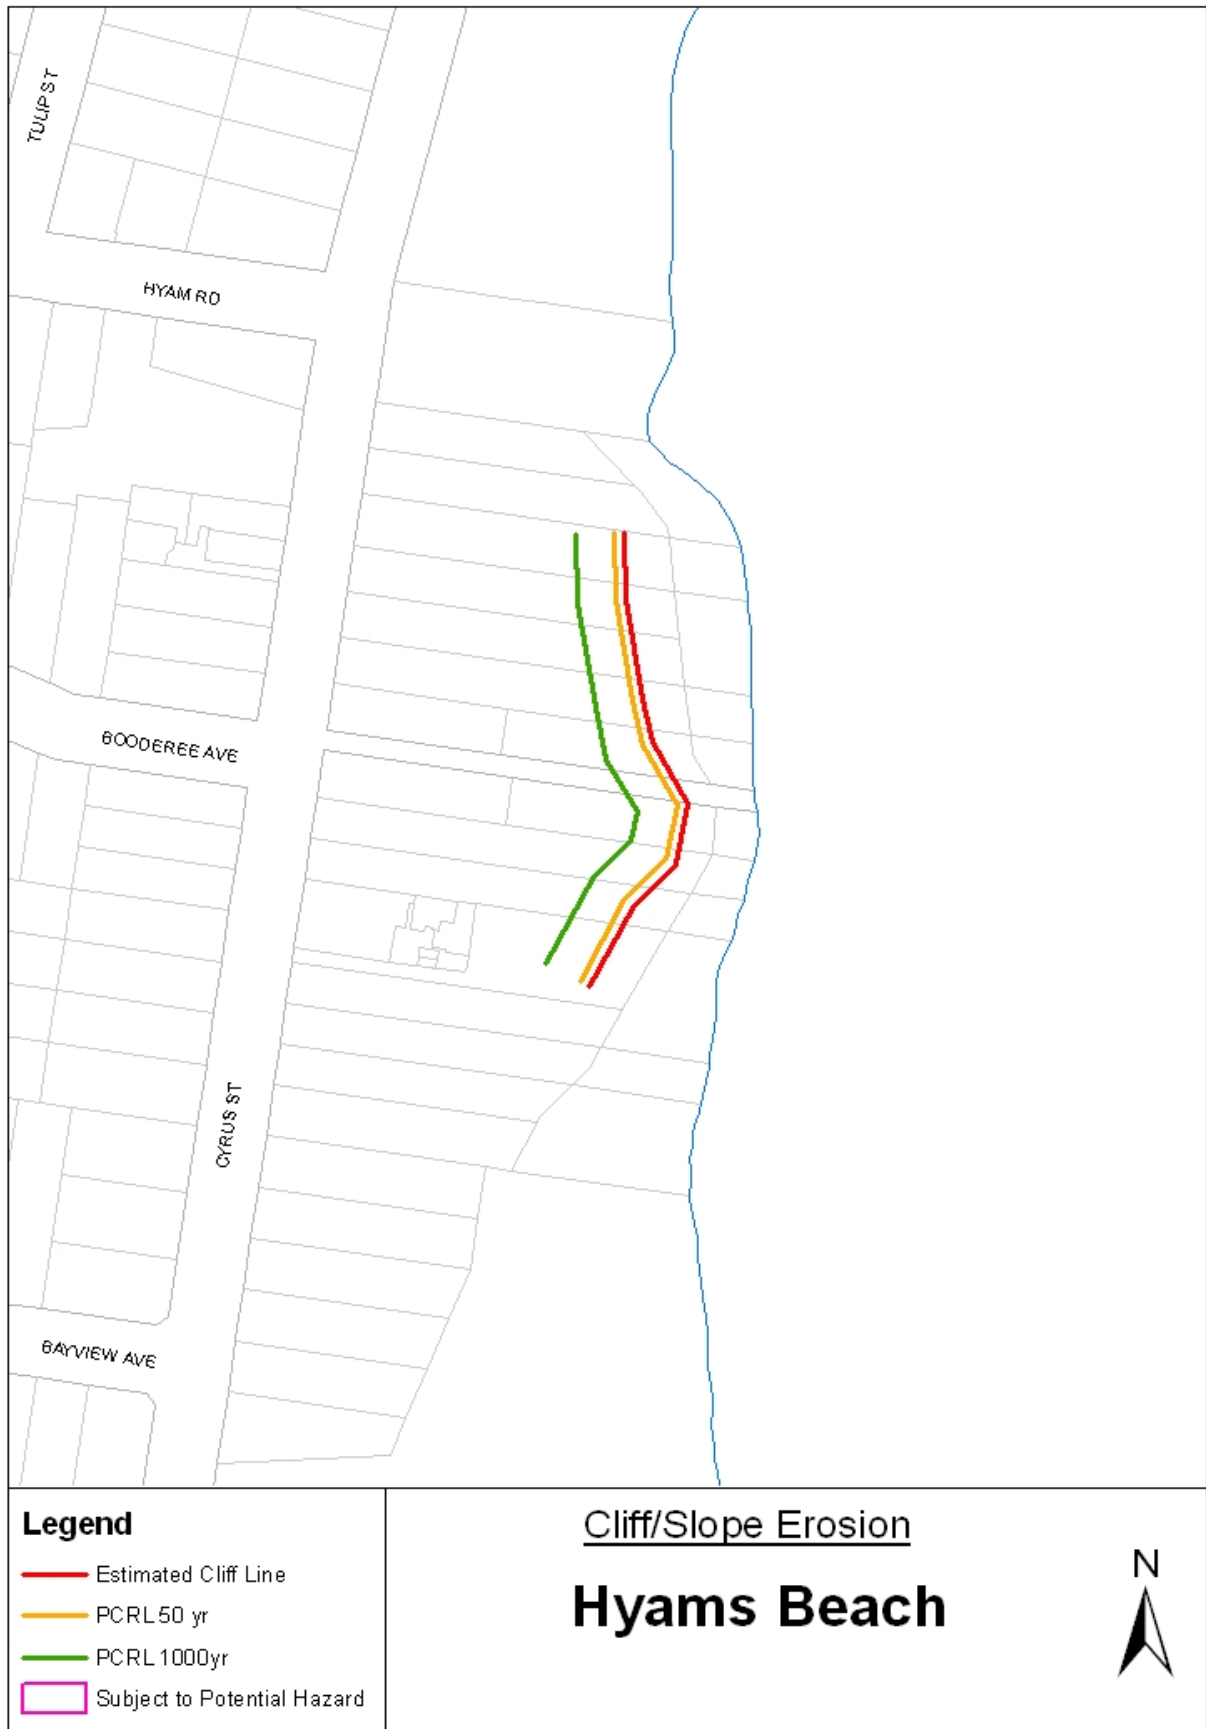 TULIP ST
HYAM RD
BOODEREE AVE
CYRUS ST
BAYVIEW AVE
Legend
Estimated Cliff Line
PCRL 50 yr
PCRL 1000yr
Subject to Potential Hazard
Cliff/Slope Erosion
Hyams Beach
N